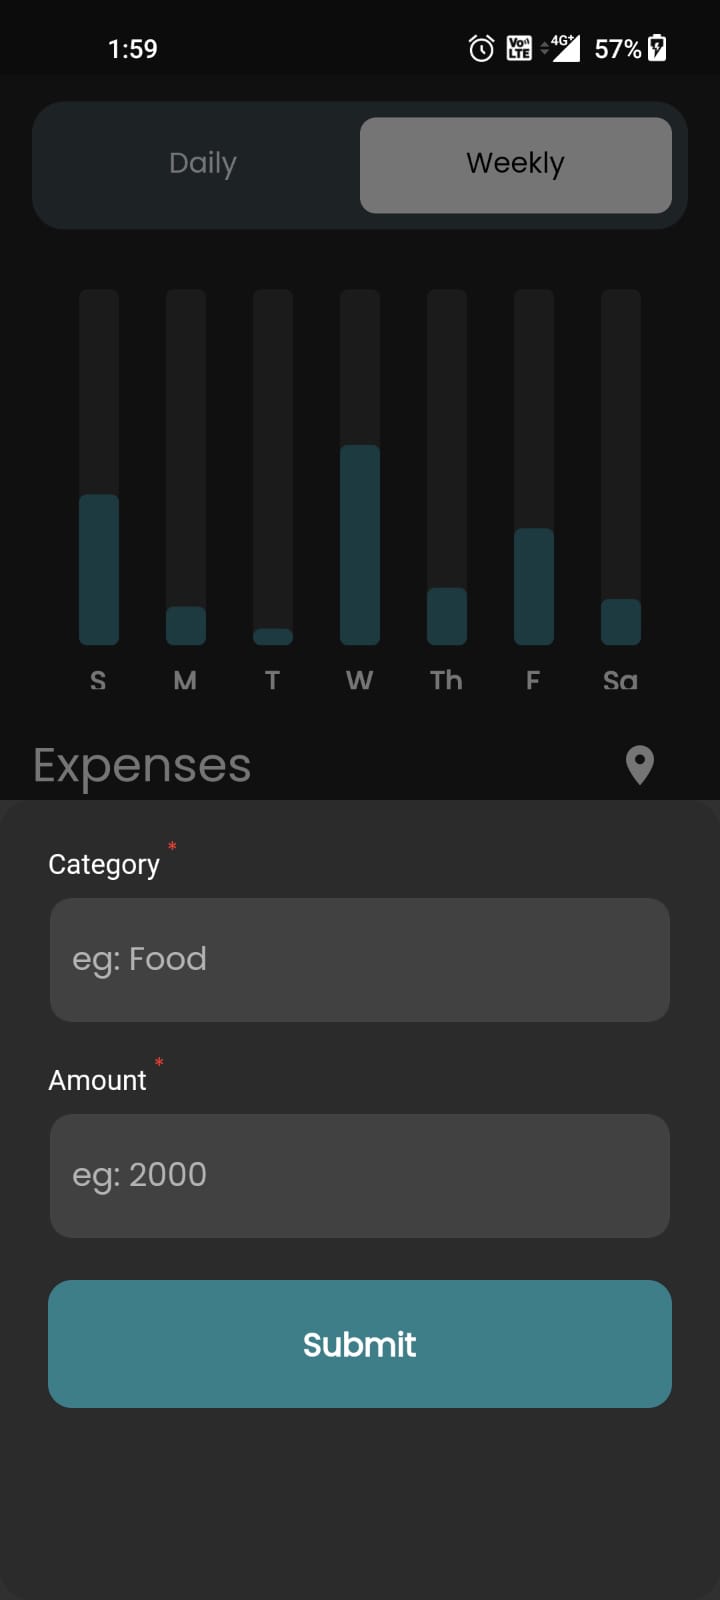 1:59 Vo LTE 4G+ 57%
Daily Weekly
S M T W Th F Sa
Expenses
Category *
eg: Food
Amount *
eg: 2000
Submit